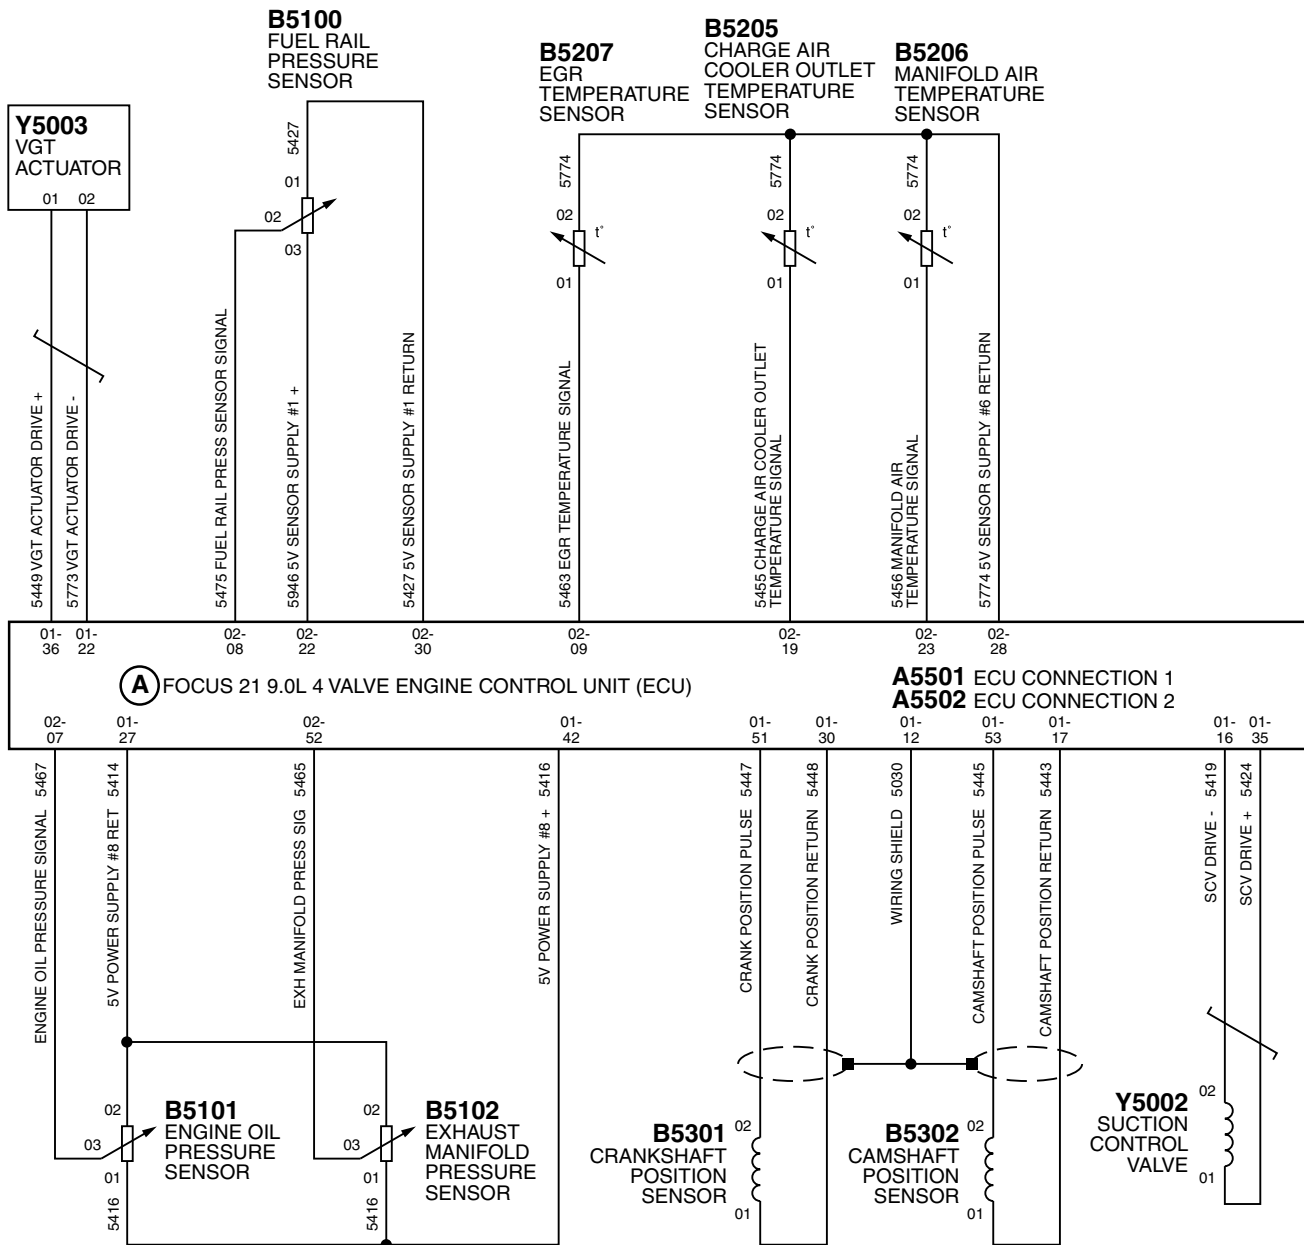 B5100
FUEL RAIL
PRESSURE
SENSOR
B5207
EGR
TEMPERATURE
SENSOR
B5205
CHARGE AIR
COOLER OUTLET
TEMPERATURE
SENSOR
B5206
MANIFOLD AIR
TEMPERATURE
SENSOR
Y5003
VGT
ACTUATOR
01 02
5427
01
02
03
5774
02
t°
01
5774
02
t°
01
5774
02
t°
01
5449 VGT ACTUATOR DRIVE +
5773 VGT ACTUATOR DRIVE -
5475 FUEL RAIL PRESS SENSOR SIGNAL
5946 5V SENSOR SUPPLY #1 +
5427 5V SENSOR SUPPLY #1 RETURN
5463 EGR TEMPERATURE SIGNAL
5455 CHARGE AIR COOLER OUTLET
TEMPERATURE SIGNAL
5456 MANIFOLD AIR
TEMPERATURE SIGNAL
5774 5V SENSOR SUPPLY #6 RETURN
01-
36
01-
22
02-
08
02-
22
02-
30
02-
09
02-
19
02-
23
02-
28
A FOCUS 21 9.0L 4 VALVE ENGINE CONTROL UNIT (ECU)
A5501 ECU CONNECTION 1
A5502 ECU CONNECTION 2
02-
07
01-
27
02-
52
01-
42
01-
51
01-
30
01-
12
01-
53
01-
17
01-
16
01-
35
ENGINE OIL PRESSURE SIGNAL 5467
5V POWER SUPPLY #8 RET 5414
EXH MANIFOLD PRESS SIG 5465
5V POWER SUPPLY #8 + 5416
CRANK POSITION PULSE 5447
CRANK POSITION RETURN 5448
WIRING SHIELD 5030
CAMSHAFT POSITION PULSE 5445
CAMSHAFT POSITION RETURN 5443
SCV DRIVE - 5419
SCV DRIVE + 5424
02
03
01
5416
B5101
ENGINE OIL
PRESSURE
SENSOR
02
03
01
5416
B5102
EXHAUST
MANIFOLD
PRESSURE
SENSOR
B5301
CRANKSHAFT
POSITION
SENSOR
02
01
B5302
CAMSHAFT
POSITION
SENSOR
02
01
Y5002
SUCTION
CONTROL
VALVE
02
01